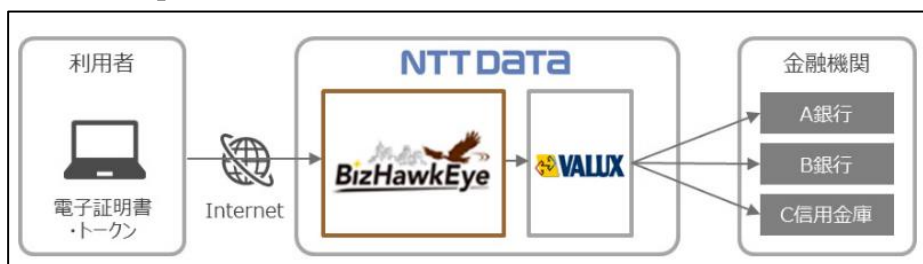 利用者
電子証明書
・トークン
Internet
NTT DATA
BizHawkEye
VALUX
金融機関
A銀行
B銀行
C信用金庫